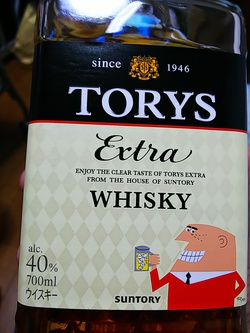 since 1946
TORYS
Extra
ENJOY THE CLEAR TASTE OF TORYS EXTRA
FROM THE HOUSE OF SUNTORY
WHISKY
alc.
40%
700ml
ウイスキー
SUNTORY